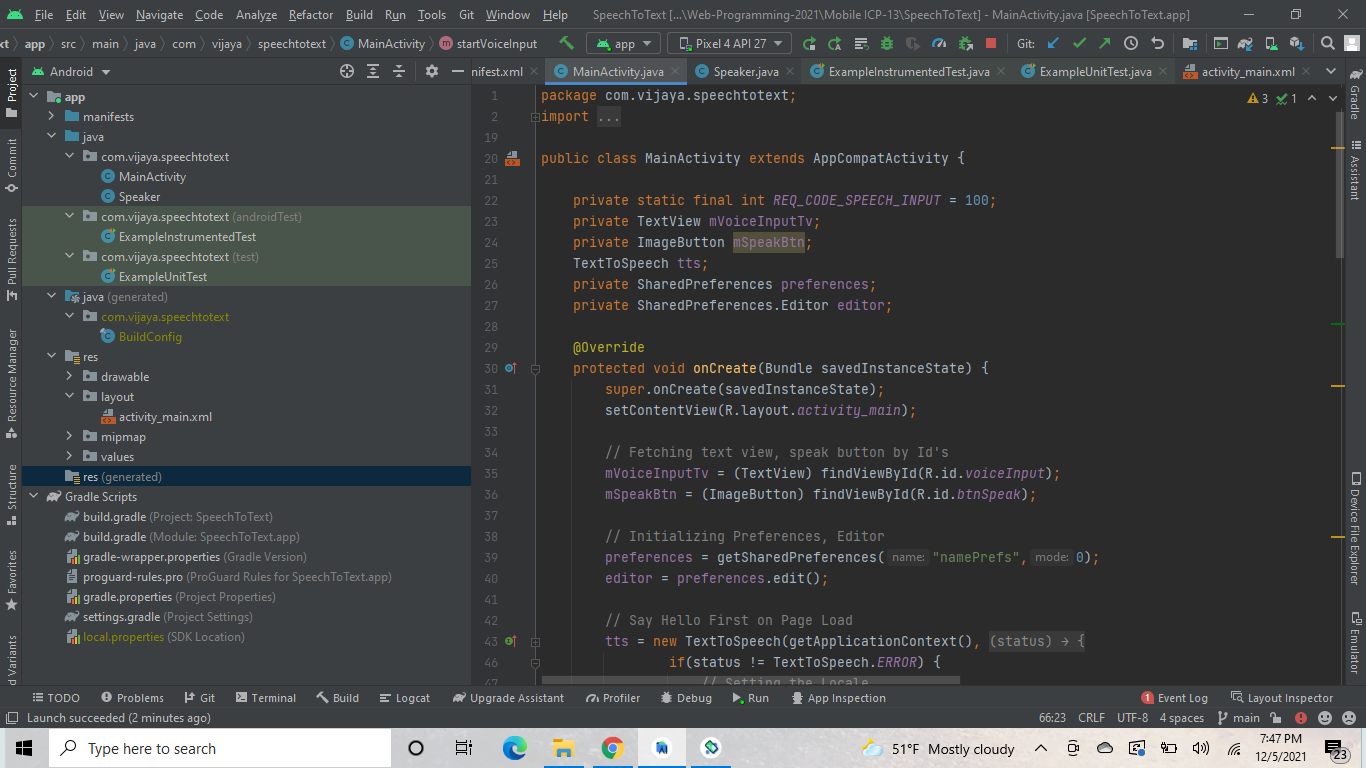 File Edit View Navigate Code Analyze Refactor Build Run Tools Git Window Help SpeechToText [...\Web-Programming-2021\Mobile ICP-13\SpeechToText] - MainActivity.java [SpeechToText.app]
app src main java com vijaya speechtotext MainActivity startVoiceInput app Pixel 4 API 27 Git:
Android
nifest.xml MainActivity.java Speaker.java ExampleInstrumentedTest.java ExampleUnitTest.java activity_main.xml
Project
Commit
Pull Requests
Resource Manager
Structure
Favorites
d Variants
app
manifests
java
com.vijaya.speechtotext
MainActivity
Speaker
com.vijaya.speechtotext (androidTest)
ExampleInstrumentedTest
com.vijaya.speechtotext (test)
ExampleUnitTest
java (generated)
com.vijaya.speechtotext
BuildConfig
res
drawable
layout
activity_main.xml
mipmap
values
res (generated)
Gradle Scripts
build.gradle (Project: SpeechToText)
build.gradle (Module: SpeechToText.app)
gradle-wrapper.properties (Gradle Version)
proguard-rules.pro (ProGuard Rules for SpeechToText.app)
gradle.properties (Project Properties)
settings.gradle (Project Settings)
local.properties (SDK Location)
1 package com.vijaya.speechtotext;
3 1
2 import ...
19
20 public class MainActivity extends AppCompatActivity {
21
22 private static final int REQ_CODE_SPEECH_INPUT = 100;
23 private TextView mVoiceInputTv;
24 private ImageButton mSpeakBtn;
25 TextToSpeech tts;
26 private SharedPreferences preferences;
27 private SharedPreferences.Editor editor;
28
29 @Override
30 protected void onCreate(Bundle savedInstanceState) {
31 super.onCreate(savedInstanceState);
32 setContentView(R.layout.activity_main);
33
34 // Fetching text view, speak button by Id's
35 mVoiceInputTv = (TextView) findViewById(R.id.voiceInput);
36 mSpeakBtn = (ImageButton) findViewById(R.id.btnSpeak);
37
38 // Initializing Preferences, Editor
39 preferences = getSharedPreferences( name: "namePrefs", mode: 0);
40 editor = preferences.edit();
41
42 // Say Hello First on Page Load
43 tts = new TextToSpeech(getApplicationContext(), (status) → {
46 if(status != TextToSpeech.ERROR) {
47 // Setting the Locale
Gradle
Assistant
Device File Explorer
Emulator
TODO Problems Git Terminal Build Logcat Upgrade Assistant Profiler Debug Run App Inspection 1 Event Log Layout Inspector
Launch succeeded (2 minutes ago) 66:23 CRLF UTF-8 4 spaces main
Type here to search
51°F Mostly cloudy
7:47 PM
12/5/2021
23